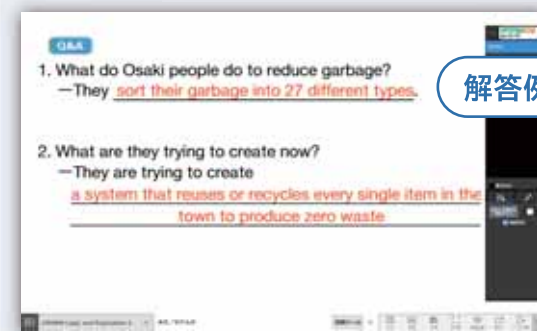 Q&A
1. What do Osaki people do to reduce garbage?
—They sort their garbage into 27 different types.
解答例
2. What are they trying to create now?
—They are trying to create
a system that reuses or recycles every single item in the
town to produce zero waste